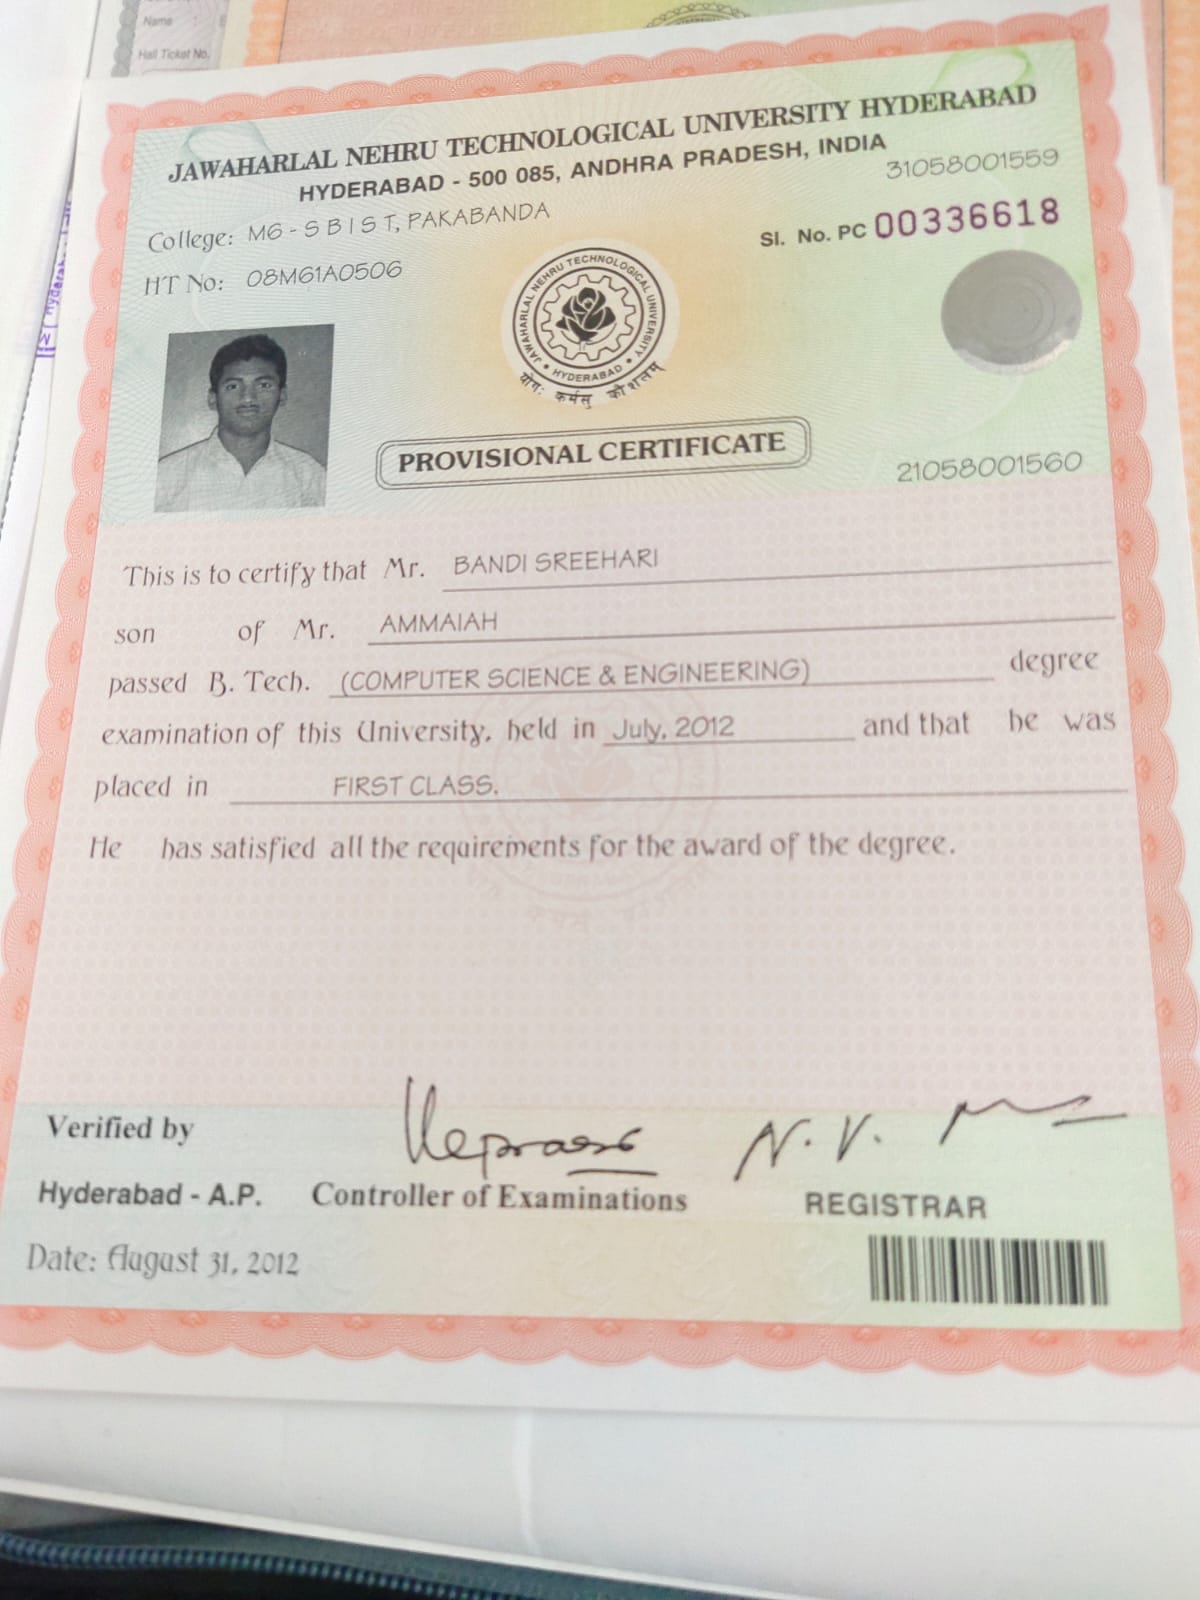 Name : E
Hall Ticket No.
JAWAHARLAL NEHRU TECHNOLOGICAL UNIVERSITY HYDERABAD
HYDERABAD - 500 085, ANDHRA PRADESH, INDIA
31058001559
College: M6 - S B I S T, PAKABANDA
Sl. No. PC 00336618
HT No: 08M61A0506
JAWAHARLAL NEHRU TECHNOLOGICAL UNIVERSITY
• HYDERABAD •
योगः कर्मसु कौशलम्
PROVISIONAL CERTIFICATE
21058001560
This is to certify that Mr. BANDI SREEHARI
son of Mr. AMMAIAH
passed B. Tech. (COMPUTER SCIENCE & ENGINEERING) degree
examination of this University, held in July, 2012 and that he was
placed in FIRST CLASS.
He has satisfied all the requirements for the award of the degree.
Verified by
N. V.
Hyderabad - A.P. Controller of Examinations REGISTRAR
Date: August 31, 2012